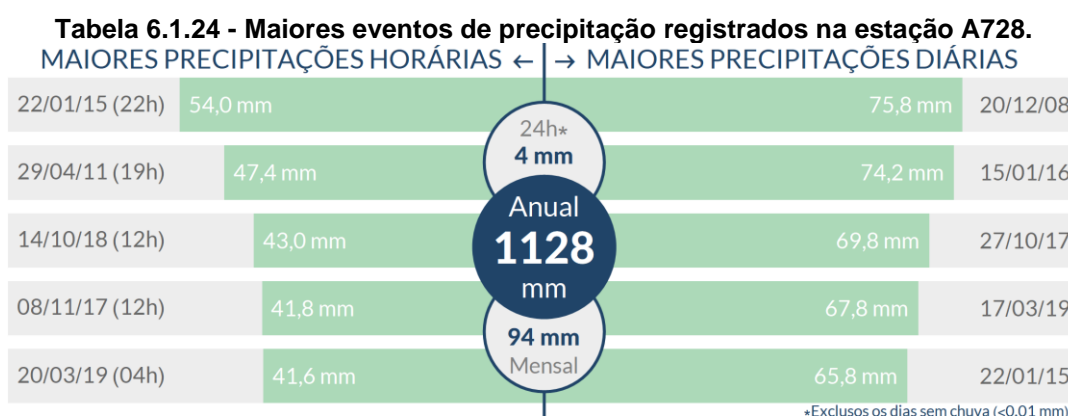 Tabela 6.1.24 - Maiores eventos de precipitação registrados na estação A728.
MAIORES PRECIPITAÇÕES HORÁRIAS ← → MAIORES PRECIPITAÇÕES DIÁRIAS
22/01/15 (22h) 54,0 mm 75,8 mm 20/12/08
24h*
4 mm
29/04/11 (19h) 47,4 mm 74,2 mm 15/01/16
Anual
14/10/18 (12h) 43,0 mm 1128 69,8 mm 27/10/17
mm
08/11/17 (12h) 41,8 mm 67,8 mm 17/03/19
94 mm
Mensal
20/03/19 (04h) 41,6 mm 65,8 mm 22/01/15
*Exclusos os dias sem chuva (<0,01 mm)